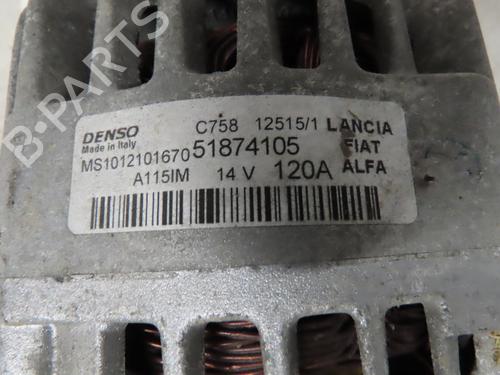 B-PARTS
DENSO C758 12515/1 LANCIA
Made in Italy FIAT
MS1012101670 51874105 ALFA
A115IM 14 V 120A